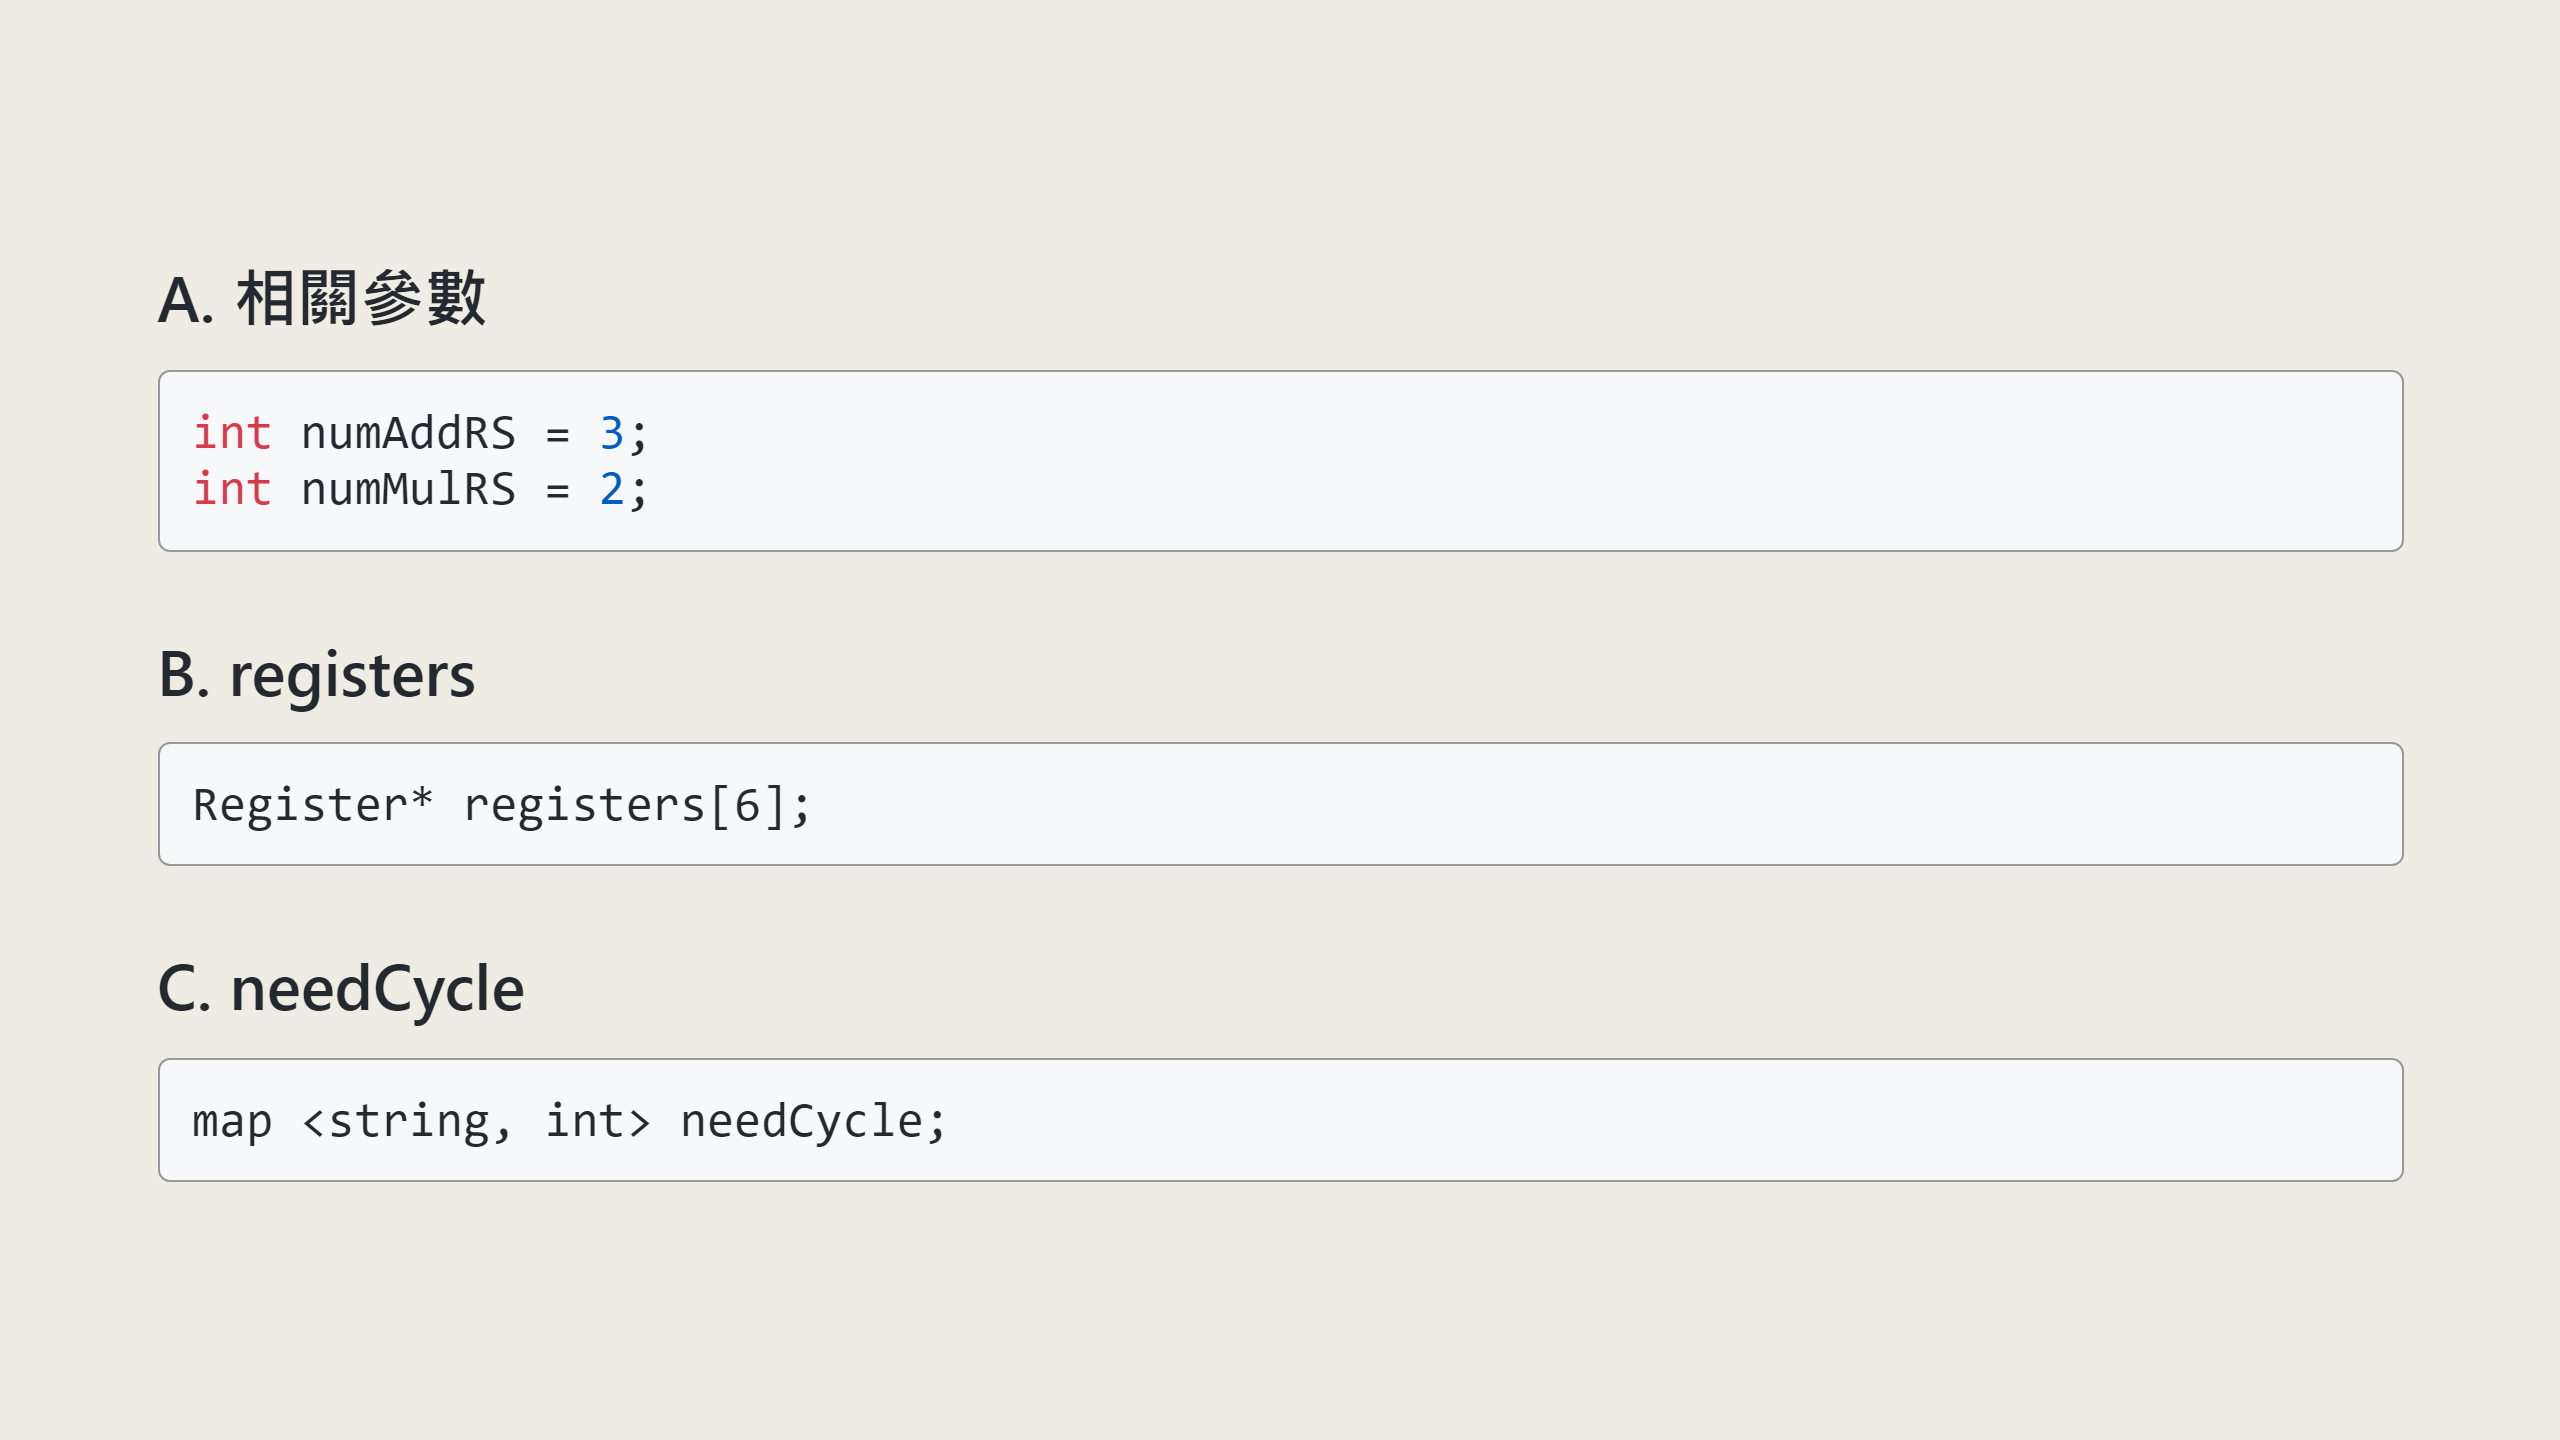 A. 相關參數
int numAddRS = 3;
int numMulRS = 2;
B. registers
Register* registers[6];
C. needCycle
map <string, int> needCycle;